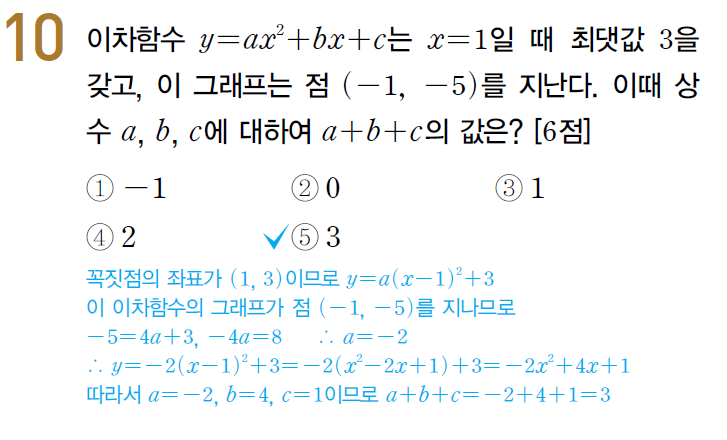 10 이차함수 y=ax²+bx+c는 x=1일 때 최댓값 3을
갖고, 이 그래프는 점 (-1, -5)를 지난다. 이때 상
수 a, b, c에 대하여 a+b+c의 값은? [6점]
① -1 ② 0 ③ 1
④ 2 ⑤ 3
꼭짓점의 좌표가 (1, 3)이므로 y=a(x-1)²+3
이 이차함수의 그래프가 점 (-1, -5)를 지나므로
-5=4a+3, -4a=8 ∴ a=-2
∴ y=-2(x-1)²+3=-2(x²-2x+1)+3=-2x²+4x+1
따라서 a=-2, b=4, c=1이므로 a+b+c=-2+4+1=3